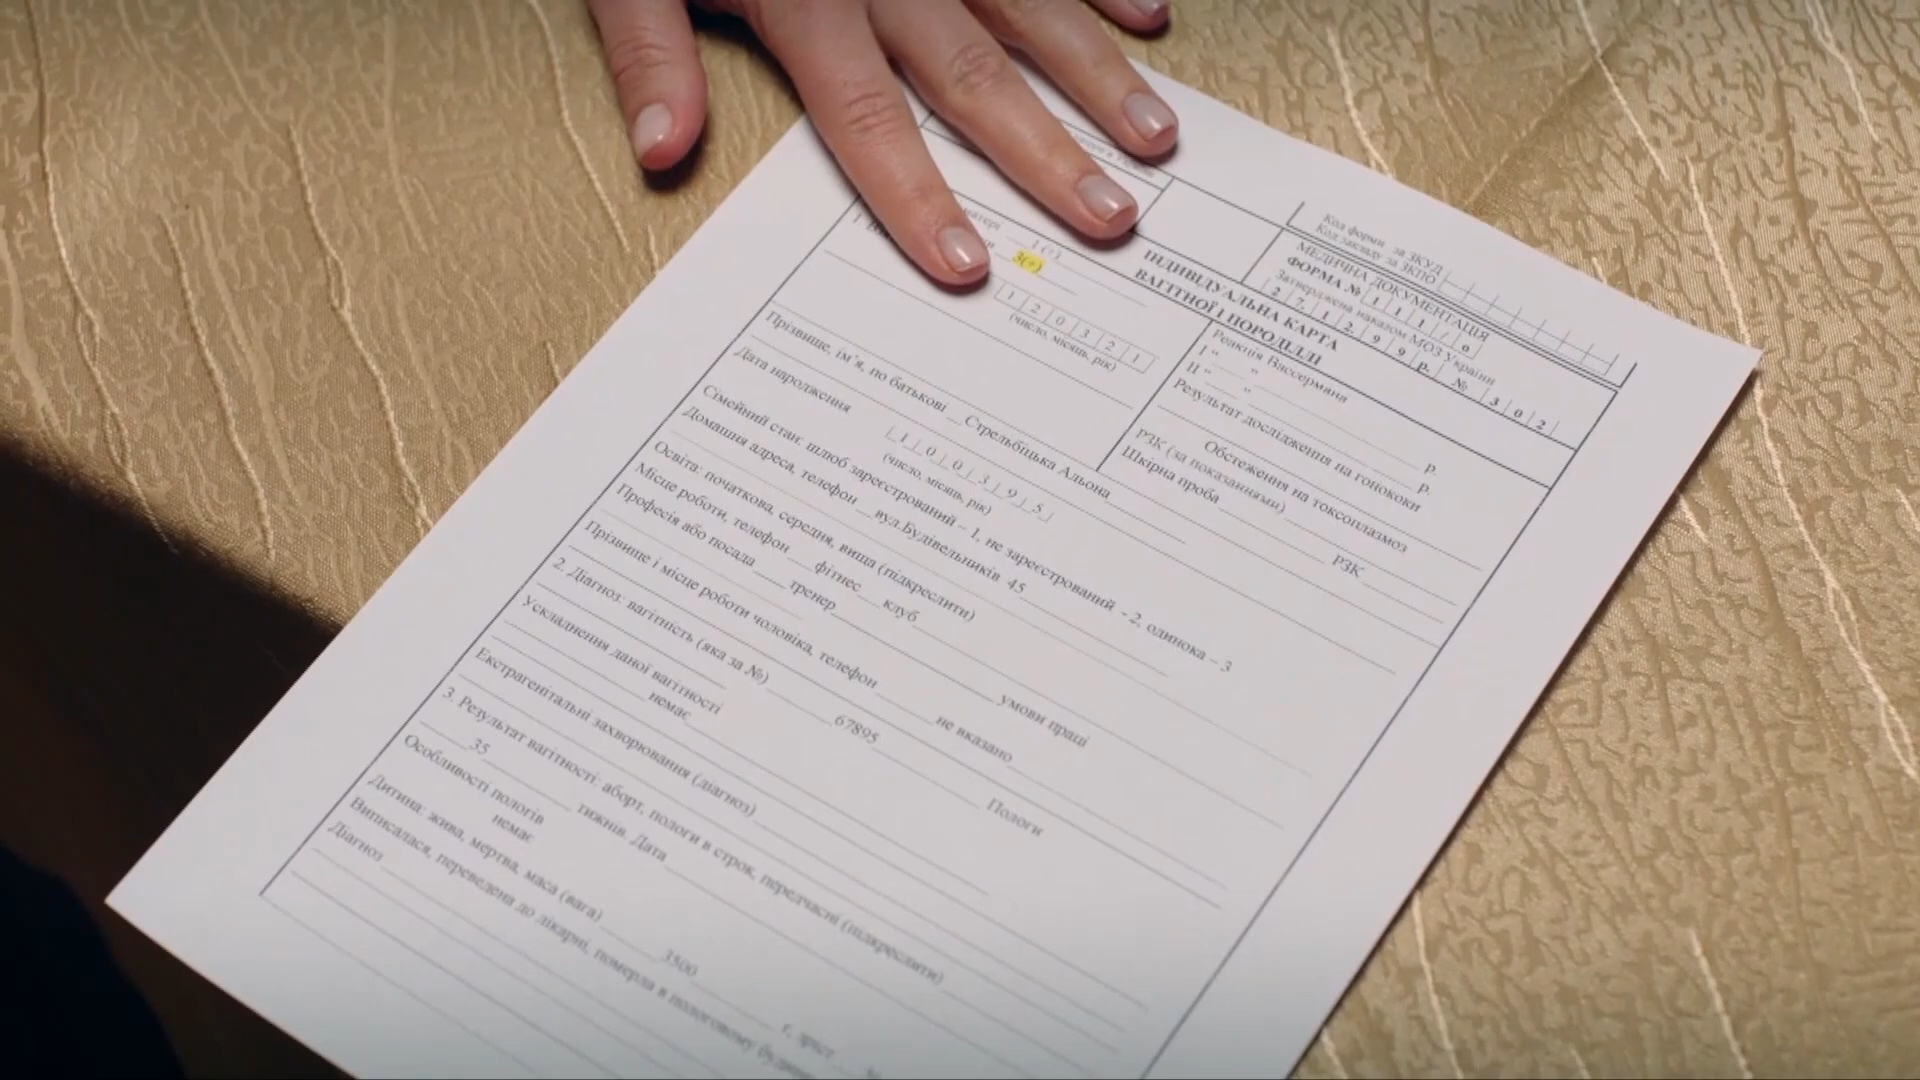 Код форми за ЗКУД
Код закладу за ЗКПО
МЕДИЧНА ДОКУМЕНТАЦІЯ
ФОРМА № 1 1 1 / 0
Затверджена наказом МОЗ України
2 7. 1 2. 9 9 р. № 3 0 2
матері 1 (+)
3(+)
1
ІНДИВІДУАЛЬНА КАРТА
ВАГІТНОЇ І ПОРОДІЛЛІ
1 2 0 3 2 1
(число, місяць, рік)
Реакція Вассермана
І “ “ р.
ІІ “ “ р.
Результат дослідження на гонококи
Обстеження на токсоплазмоз
РЗК (за показаннями) РЗК
Шкірна проба
Прізвище, ім’я, по батькові Стрельбіцька Альона
Дата народження 1 0 0 3 9 5
(число, місяць, рік)
Сімейний стан: шлюб зареєстрований – 1, не зареєстрований - 2, одинока – 3
Домашня адреса, телефон вул.Будівельників 45
Освіта: початкова, середня, вища (підкреслити)
Місце роботи, телефон фітнес клуб
Професія або посада тренер умови праці
Прізвище і місце роботи чоловіка, телефон не вказано
2. Діагноз: вагітність (яка за №) 67895 Пологи
Ускладнення даної вагітності
немає
Екстрагенітальні захворювання (діагноз)
3. Результат вагітності: аборт, пологи в строк, передчасні (підкреслити)
35 тижнів. Дата
Особливості пологів
немає
Дитина: жива, мертва, маса (вага) 3500 г, зріст
Виписалася, переведена до лікарні, померла в пологовому
Діагноз